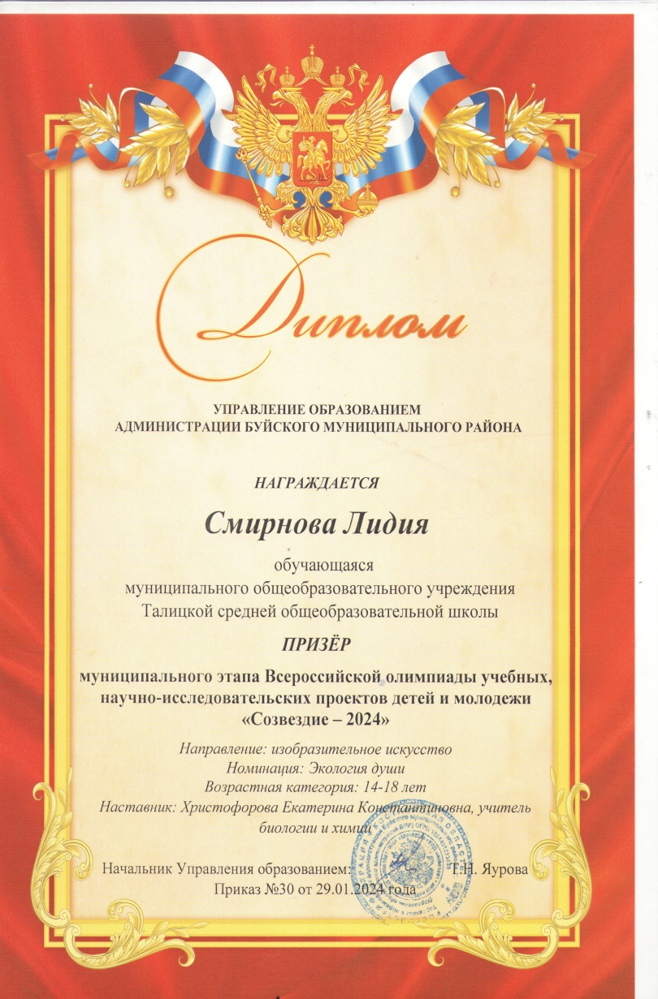 Диплом
УПРАВЛЕНИЕ ОБРАЗОВАНИЕМ
АДМИНИСТРАЦИИ БУЙСКОГО МУНИЦИПАЛЬНОГО РАЙОНА
НАГРАЖДАЕТСЯ
Смирнова Лидия
обучающаяся
муниципального общеобразовательного учреждения
Талицкой средней общеобразовательной школы
ПРИЗЁР
муниципального этапа Всероссийской олимпиады учебных,
научно-исследовательских проектов детей и молодежи
«Созвездие – 2024»
Направление: изобразительное искусство
Номинация: Экология души
Возрастная категория: 14-18 лет
Наставник: Христофорова Екатерина Константиновна, учитель
биологии и химии
Начальник Управления образованием: Т.Н. Яурова
Приказ №30 от 29.01.2024 года